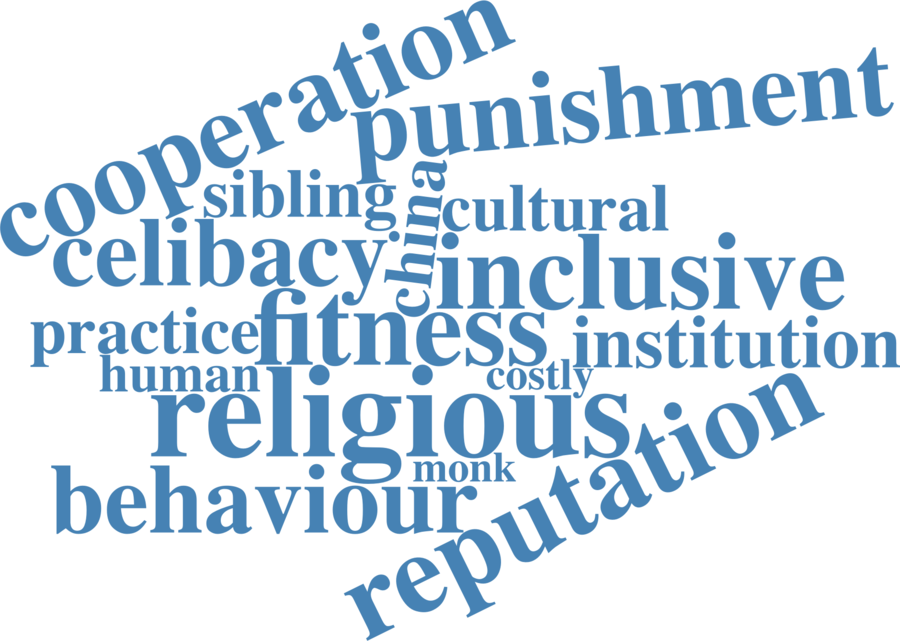 cooperation
punishment
sibling
china
cultural
celibacy
inclusive
practice
fitness
institution
human
costly
religious
monk
behaviour
reputation